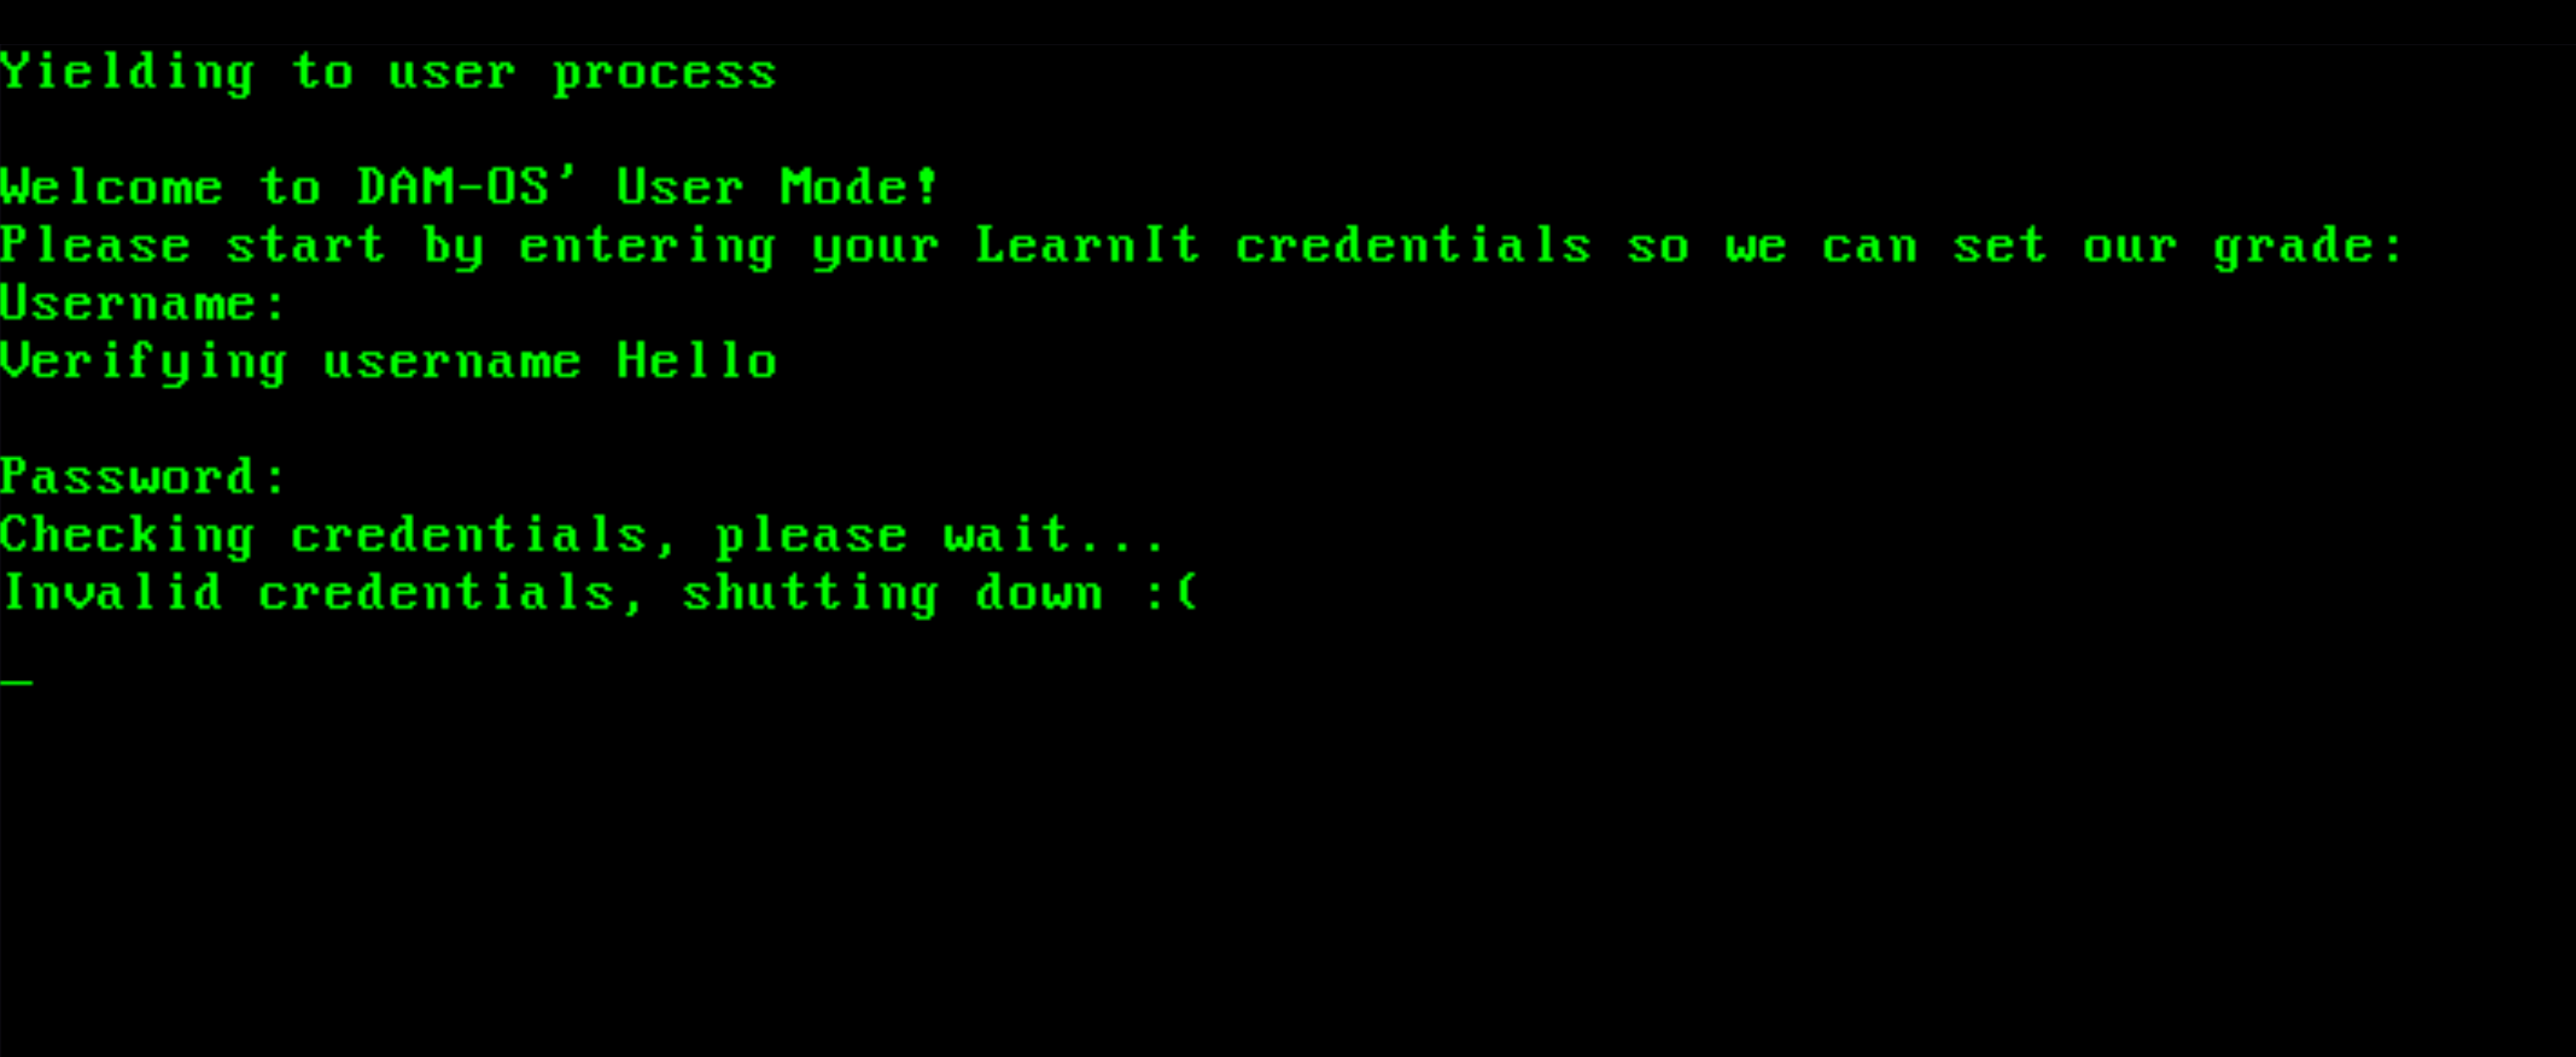 Yielding to user process
Welcome to DAM-OS' User Mode!
Please start by entering your LearnIt credentials so we can set our grade:
Username:
Verifying username Hello
Password:
Checking credentials, please wait...
Invalid credentials, shutting down :(
_